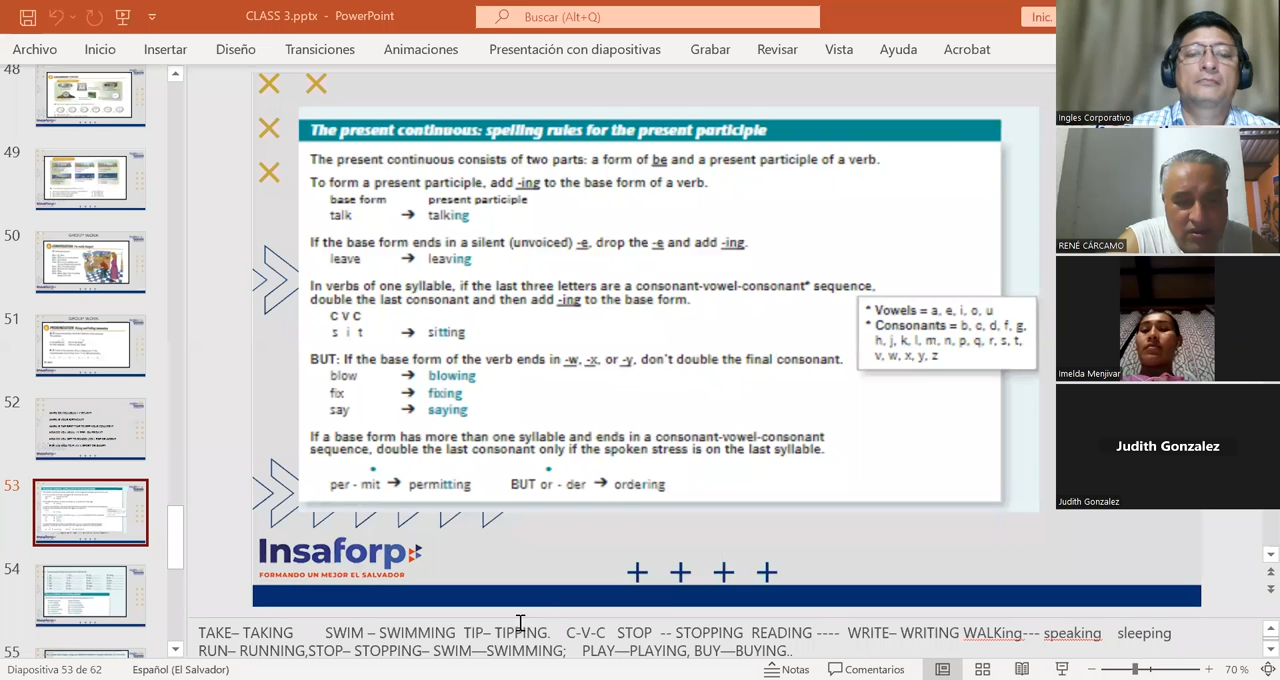 CLASS 3.pptx - PowerPoint
Buscar (Alt+Q)
Inic.
Archivo Inicio Insertar Diseño Transiciones Animaciones Presentación con diapositivas Grabar Revisar Vista Ayuda Acrobat
48
49
50
51
52
53
54
55
The present continuous: spelling rules for the present participle
The present continuous consists of two parts: a form of be and a present participle of a verb.
To form a present participle, add -ing to the base form of a verb.
base form present participle
talk → talking
If the base form ends in a silent (unvoiced) -e, drop the -e and add -ing.
leave → leaving
In verbs of one syllable, if the last three letters are a consonant-vowel-consonant* sequence,
double the last consonant and then add -ing to the base form.
C V C
s i t → sitting
BUT: If the base form of the verb ends in -w, -x, or -y, don't double the final consonant.
blow → blowing
fix → fixing
say → saying
If a base form has more than one syllable and ends in a consonant-vowel-consonant
sequence, double the last consonant only if the spoken stress is on the last syllable.
per - mit → permitting BUT or - der → ordering
* Vowels = a, e, i, o, u
* Consonants = b, c, d, f, g,
h, j, k, l, m, n, p, q, r, s, t,
v, w, x, y, z
Insaforp
FORMANDO UN MEJOR EL SALVADOR
TAKE– TAKING SWIM – SWIMMING TIP– TIPPING. C-V-C STOP -- STOPPING READING ---- WRITE– WRITING WALKing--- speaking sleeping
RUN– RUNNING,STOP– STOPPING– SWIM—SWIMMING; PLAY—PLAYING, BUY—BUYING..
Diapositiva 53 de 62 Español (El Salvador) Notas Comentarios 70 %
Ingles Corporativo
RENÉ CÁRCAMO
Imelda Menjivar
Judith Gonzalez
Judith Gonzalez